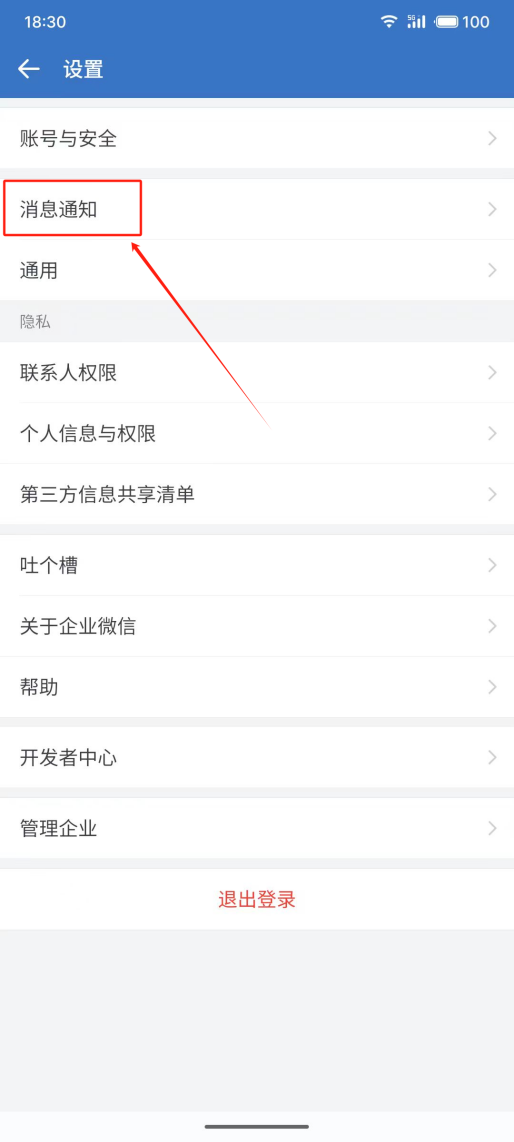 18:30 5G 100
设置
账号与安全
消息通知
通用
隐私
联系人权限
个人信息与权限
第三方信息共享清单
吐个槽
关于企业微信
帮助
开发者中心
管理企业
退出登录